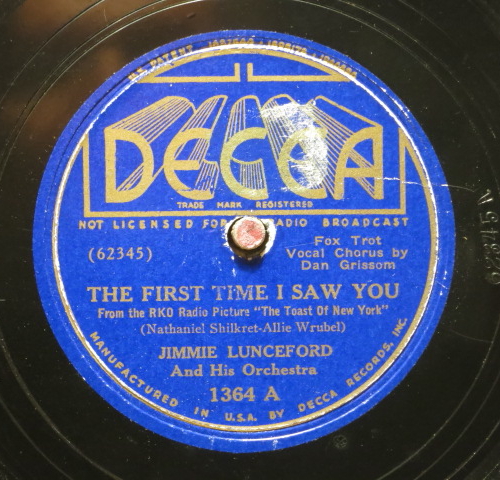 DECCA
TRADE MARK REGISTERED
NOT LICENSED FOR RADIO BROADCAST
(62345)
Fox Trot
Vocal Chorus by
Dan Grissom
THE FIRST TIME I SAW YOU
From the RKO Radio Picture "The Toast Of New York"
(Nathaniel Shilkret-Allie Wrubel)
JIMMIE LUNCEFORD
And His Orchestra
1364 A
MANUFACTURED IN U.S.A. BY DECCA RECORDS, INC.